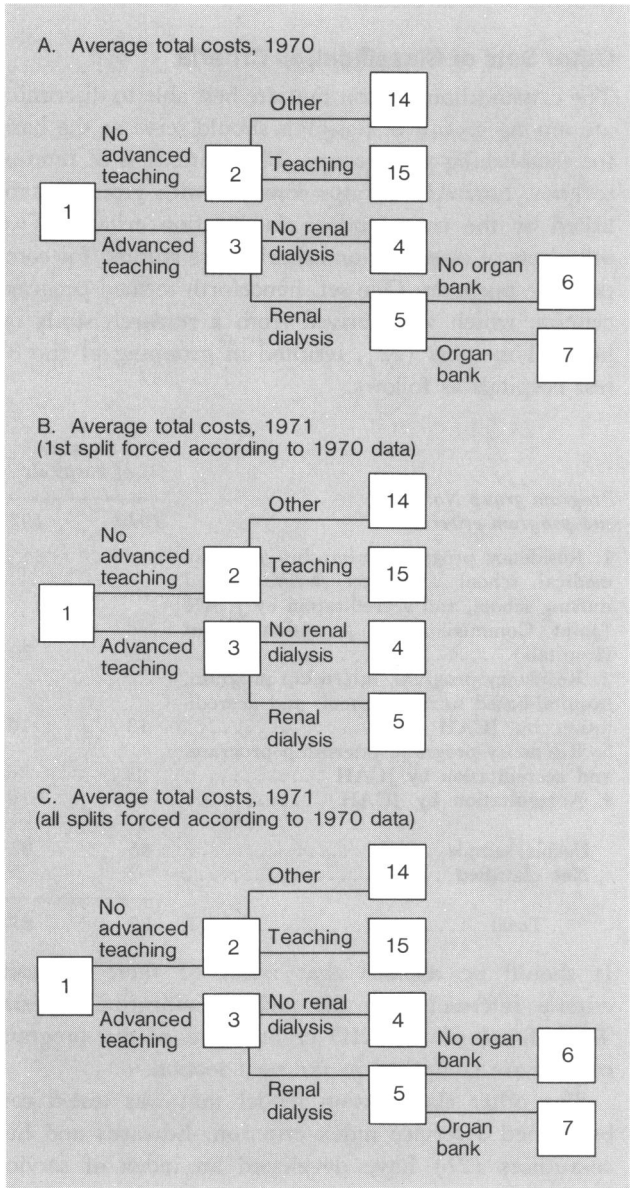 A. Average total costs, 1970
Other
14
No
advanced
teaching
2
Teaching
15
1
Advanced
teaching
3
No renal
dialysis
4
No organ
bank
6
Renal
dialysis
5
Organ
bank
7
B. Average total costs, 1971
(1st split forced according to 1970 data)
Other
14
No
advanced
teaching
2
Teaching
15
1
Advanced
teaching
3
No renal
dialysis
4
Renal
dialysis
5
C. Average total costs, 1971
(all splits forced according to 1970 data)
Other
14
No
advanced
teaching
2
Teaching
15
1
Advanced
teaching
3
No renal
dialysis
4
No organ
bank
6
Renal
dialysis
5
Organ
bank
7